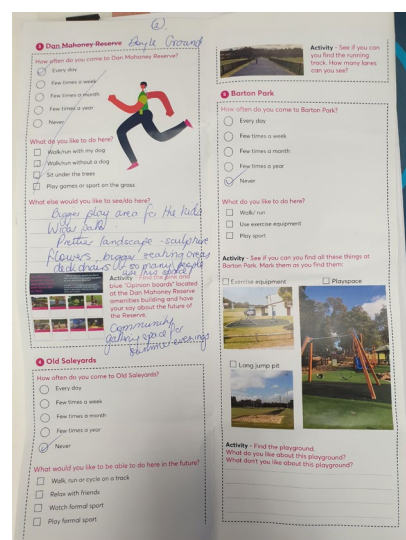 2.
3 Dan Mahoney Reserve Doyle Ground
How often do you come to Dan Mahoney Reserve?
Every day
Few times a week
Few times a month
Few times a year
Never
What do you like to do here?
Walk/run with my dog
Walk/run without a dog
Sit under the trees
Play games or sport on the grass
What else would you like to see/do here?
Bigger play area for the kids
Wider path
Prettier landscape - sculpture
flowers, bigger seating areas
deckchairs so many people
use this space
Activity - Find the pink and
blue "Opinion boards" located
at the Dan Mahoney Reserve
amenities building and have
your say about the future of
the Reserve.
Community
space for
summer evenings
4 Old Saleyards
How often do you come to Old Saleyards?
Every day
Few times a week
Few times a month
Few times a year
Never
What would you like to be able to do here in the future?
Walk, run or cycle on a track
Relax with friends
Watch formal sport
Play formal sport
Activity - See if you can
you find the running
track. How many lanes
can you see?
5 Barton Park
How often do you come to Barton Park?
Every day
Few times a week
Few times a month
Few times a year
Never
What do you like to do here?
Walk/ run
Use exercise equipment
Play sport
Activity - See if you can find all these things at
Barton Park. Mark them as you find them:
Exercise equipment
Playspace
Long jump pit
Activity - Find the playground.
What do you like about this playground?
What don't you like about this playground?